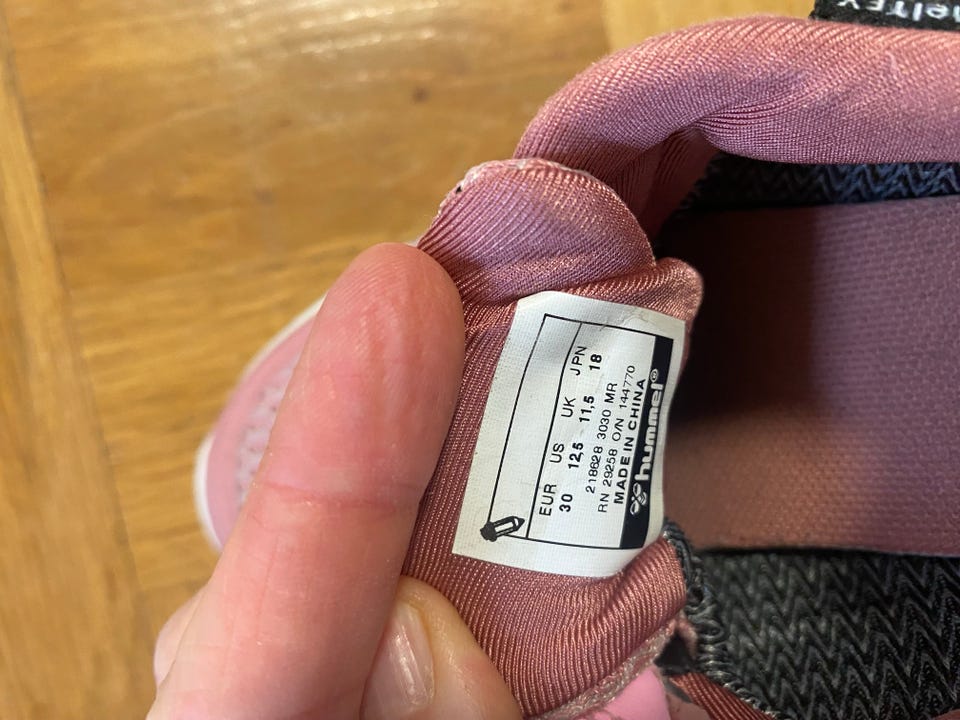 EUR US UK JPN
30 12,5 11,5 18
218628 3030 MR
RN 29258 O/N 144770
MADE IN CHINA
hummel®